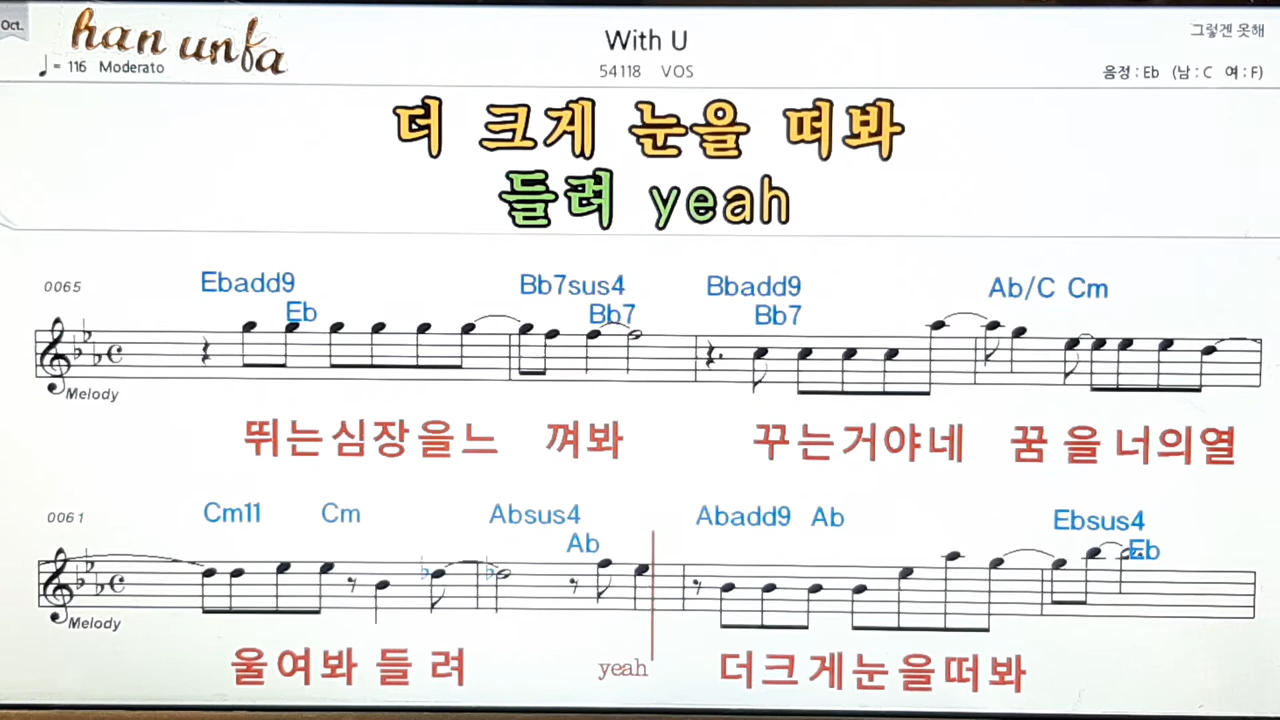 Oct.
han unfa
With U
그렇겐 못해
♩= 116 Moderato
54118 VOS
음정 : Eb (남 : C 여 : F)
더 크게 눈을 떠봐
들려 yeah
0065
Ebadd9 Bb7sus4 Bbadd9 Ab/C Cm
Eb Bb7 Bb7
Melody
뛰는심장을느 껴봐 꾸는거야네 꿈 을 너의열
0061
Cm11 Cm Absus4 Abadd9 Ab Ebsus4
Ab Eb
Melody
울여봐 들 려 yeah 더크게눈을떠봐